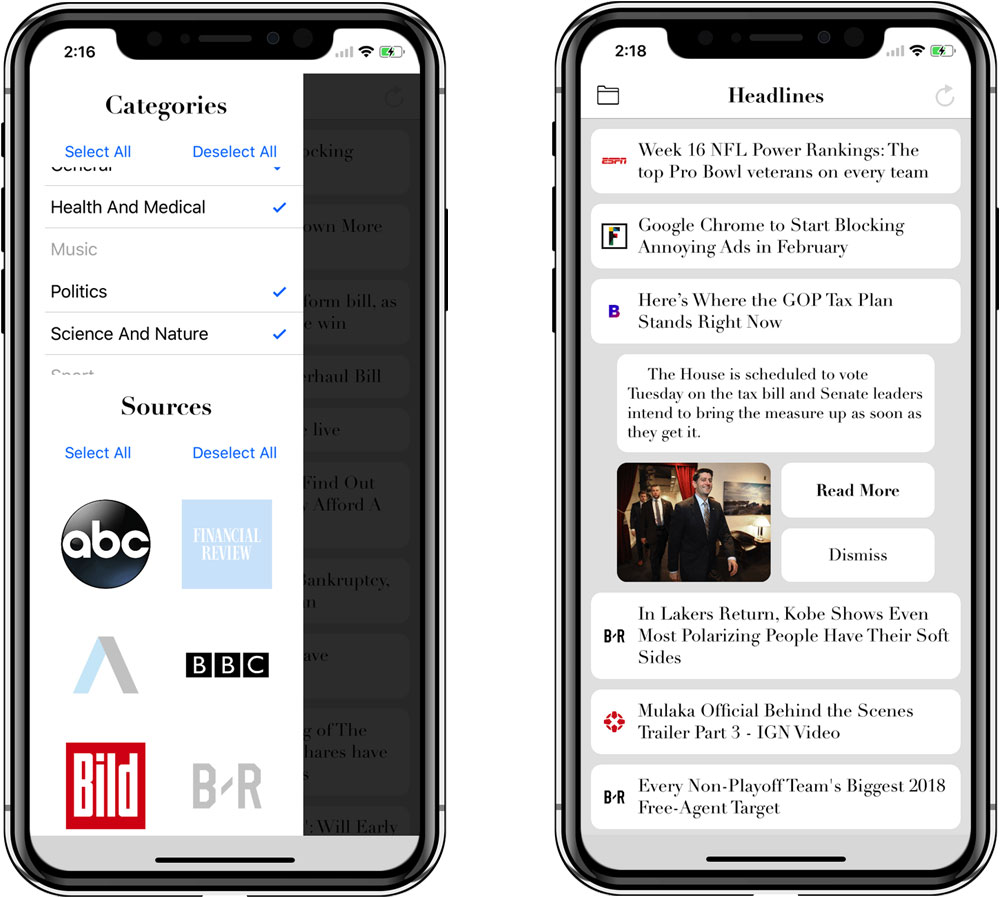 2:16
Categories
Select All
Deselect All
General
Health And Medical
Music
Politics
Science And Nature
Sport
Sources
Select All
Deselect All
abc
FINANCIAL
REVIEW
BBC
Bild
B R
ocking
own More
form bill, as
e win
erhaul Bill
e live
Find Out
Afford A
Bankruptcy,
an
ave
g of The
hares have
s
': Will Early
2:18
Headlines
ESPN
Week 16 NFL Power Rankings: The
top Pro Bowl veterans on every team
F
Google Chrome to Start Blocking
Annoying Ads in February
B
Here’s Where the GOP Tax Plan
Stands Right Now
The House is scheduled to vote
Tuesday on the tax bill and Senate leaders
intend to bring the measure up as soon as
they get it.
Read More
Dismiss
B R
In Lakers Return, Kobe Shows Even
Most Polarizing People Have Their Soft
Sides
Mulaka Official Behind the Scenes
Trailer Part 3 - IGN Video
B R
Every Non-Playoff Team's Biggest 2018
Free-Agent Target